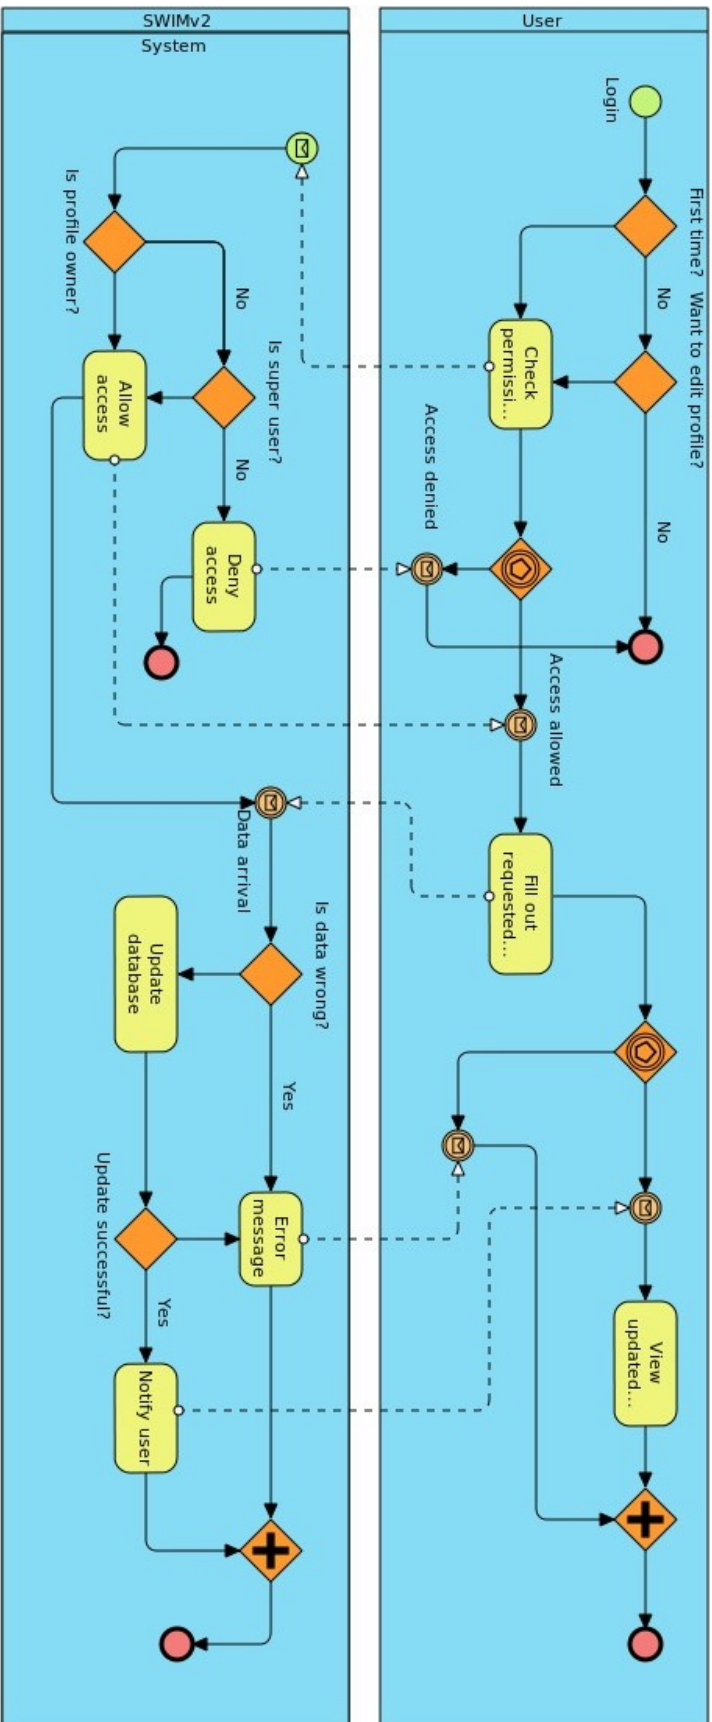 SWIMv2
System
User
Login
First time?
Want to edit profile?
No
No
Check
permissi...
Access denied
Access allowed
Fill out
requested...
View
updated...
Is profile owner?
No
Is super user?
No
Allow
access
Deny
access
Data arrival
Is data wrong?
Yes
Update
database
Error
message
Update successful?
Yes
Notify user